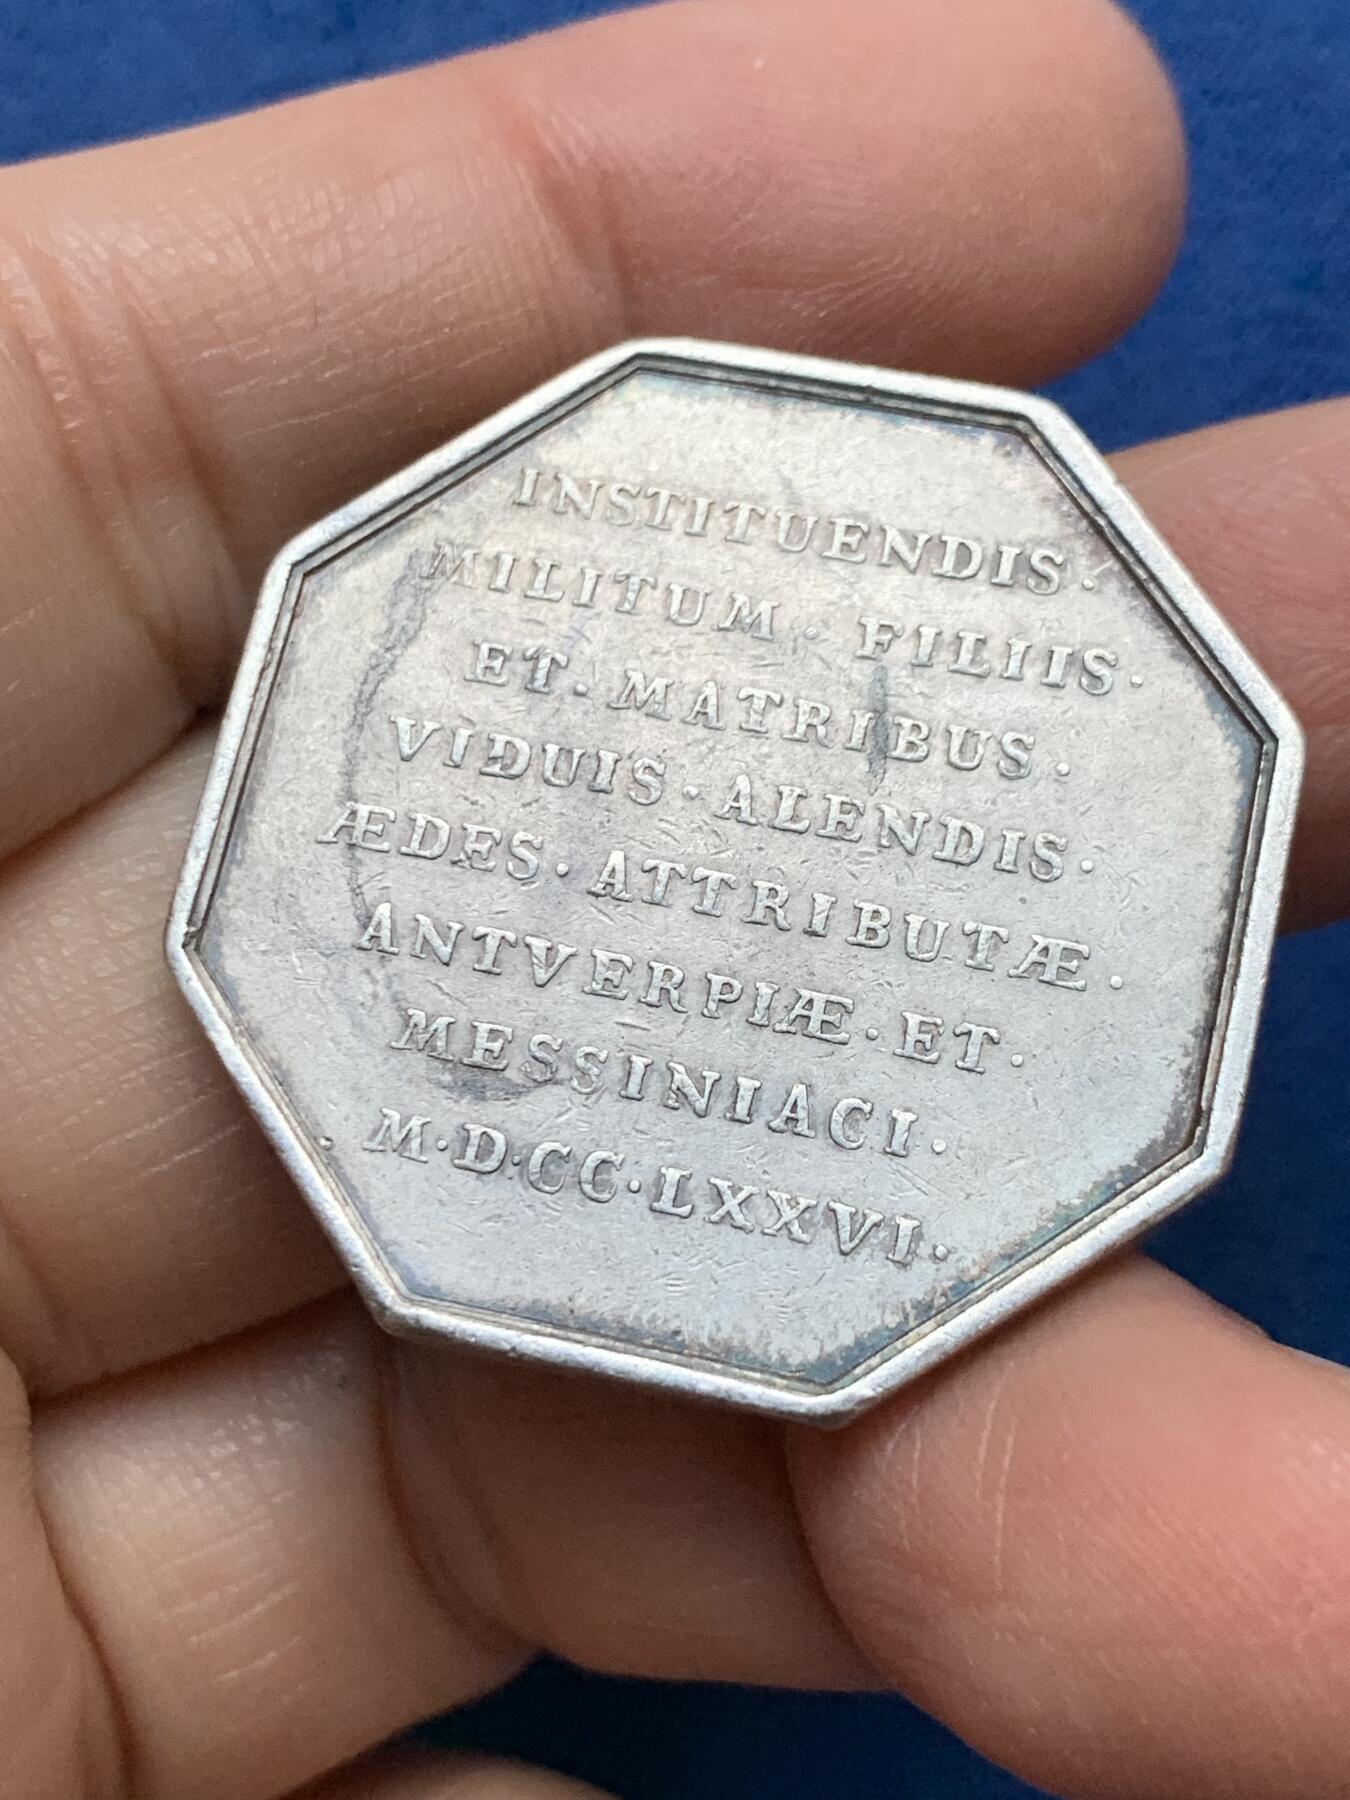 INSTITUENDIS·
MILITUM · FILIIS·
ET·MATRIBUS·
VIDUIS·ALENDIS·
ÆDES·ATTRIBUTÆ·
ANTVERPIÆ·ET·
MESSINIACI·
M·D·CC·LXXVI·